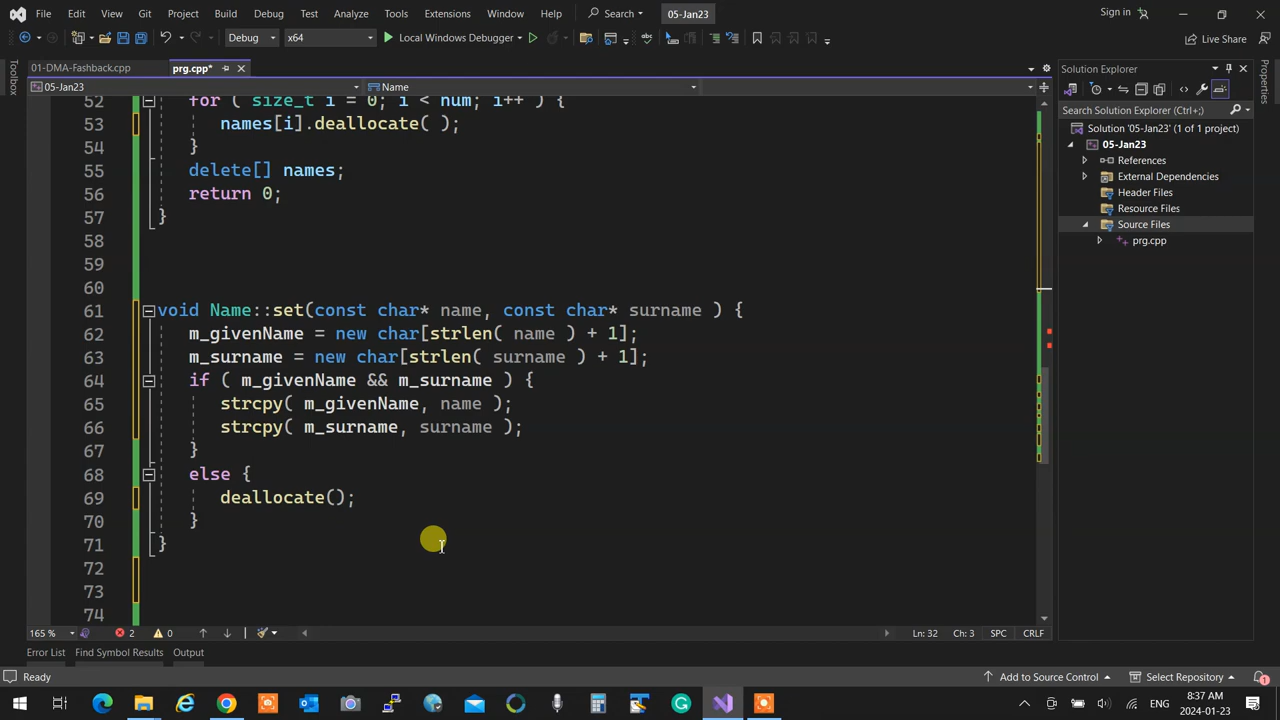 File Edit View Git Project Build Debug Test Analyze Tools Extensions Window Help Search 05-Jan23 Sign in
Debug x64 Local Windows Debugger Live Share
Toolbox
01-DMA-Fashback.cpp prg.cpp*
05-Jan23 Name
52 for ( size_t i = 0; i < num; i++ ) {
53 names[i].deallocate( );
54 }
55 delete[] names;
56 return 0;
57 }
58
59
60
61 void Name::set(const char* name, const char* surname ) {
62 m_givenName = new char[strlen( name ) + 1];
63 m_surname = new char[strlen( surname ) + 1];
64 if ( m_givenName && m_surname ) {
65 strcpy( m_givenName, name );
66 strcpy( m_surname, surname );
67 }
68 else {
69 deallocate();
70 }
71 }
72
73
74
165 % 2 0 Ln: 32 Ch: 3 SPC CRLF
Error List Find Symbol Results Output
Solution Explorer
Search Solution Explorer (Ctrl+;)
Solution '05-Jan23' (1 of 1 project)
05-Jan23
References
External Dependencies
Header Files
Resource Files
Source Files
prg.cpp
Properties
Ready Add to Source Control Select Repository 1
ENG 8:37 AM
2024-01-23